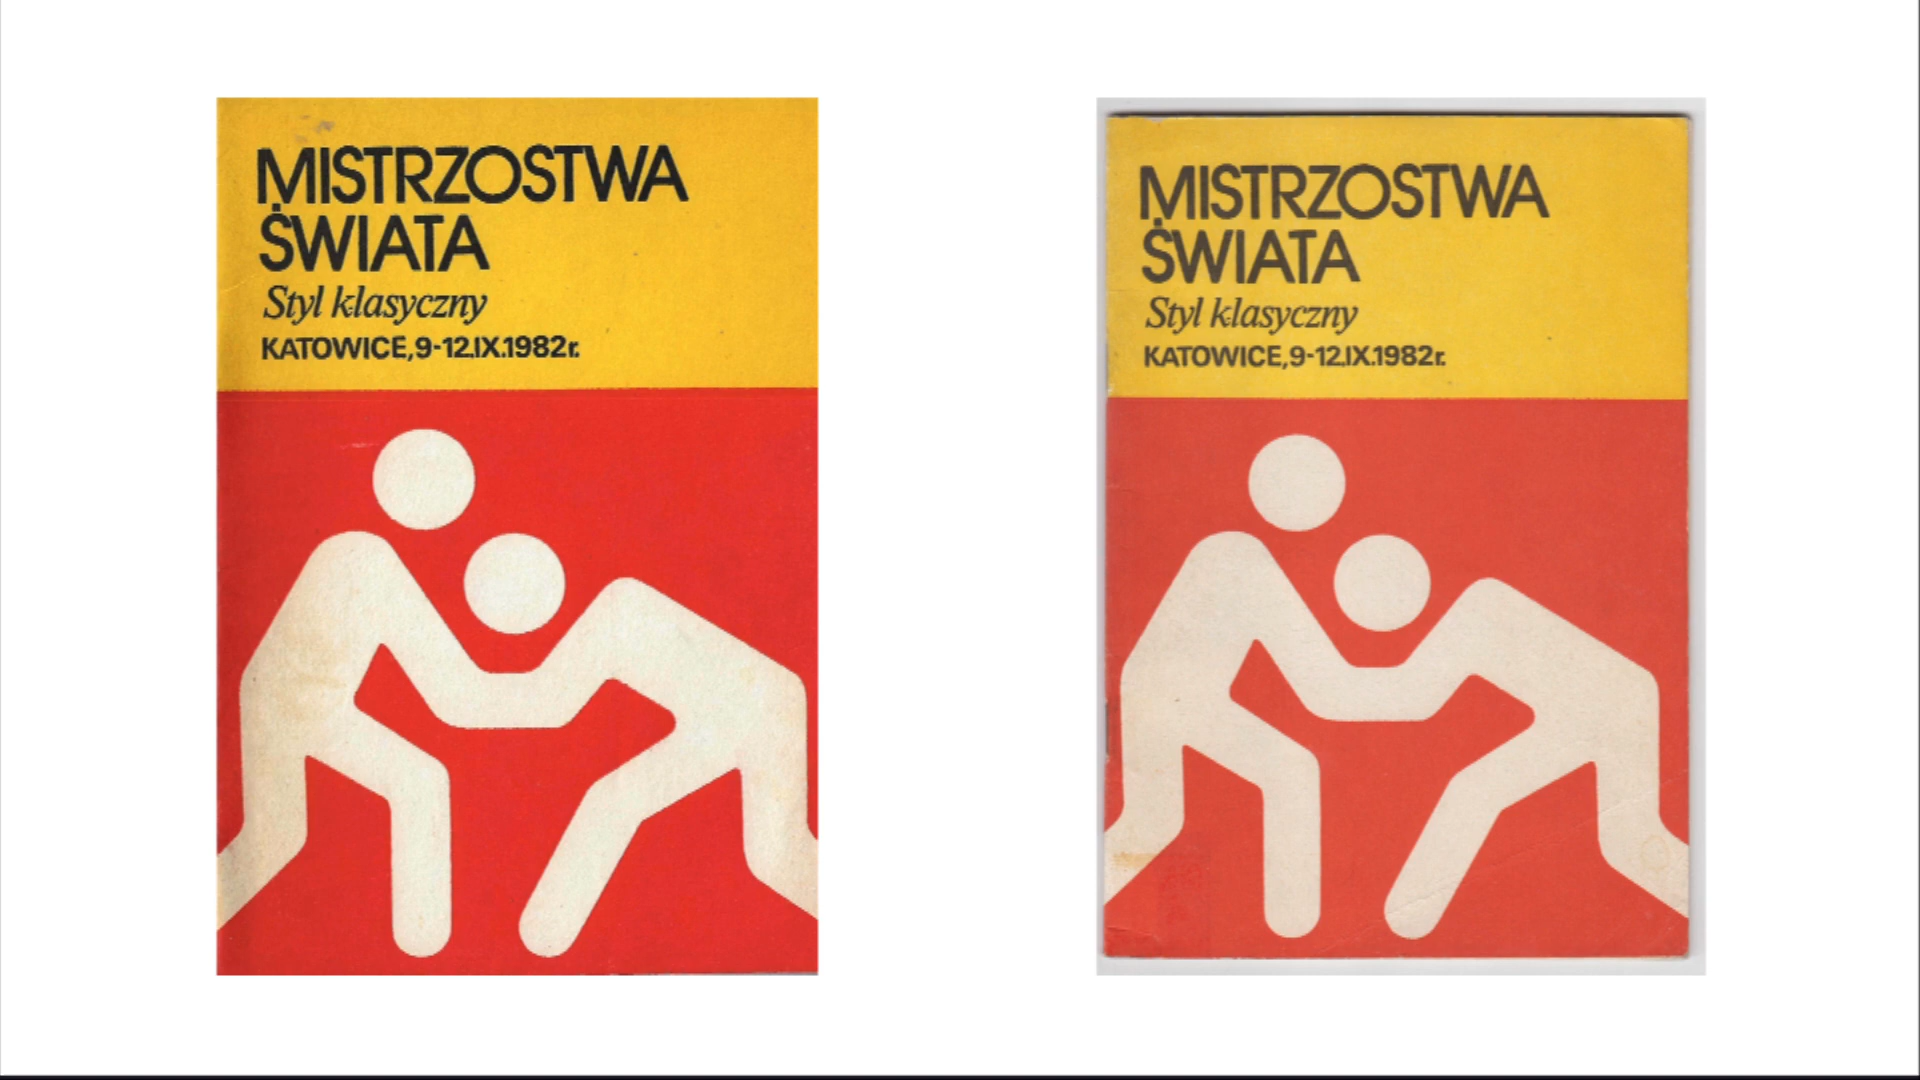 MISTRZOSTWA
ŚWIATA
Styl klasyczny
KATOWICE, 9-12.IX.1982r.
MISTRZOSTWA
ŚWIATA
Styl klasyczny
KATOWICE, 9-12.IX.1982r.